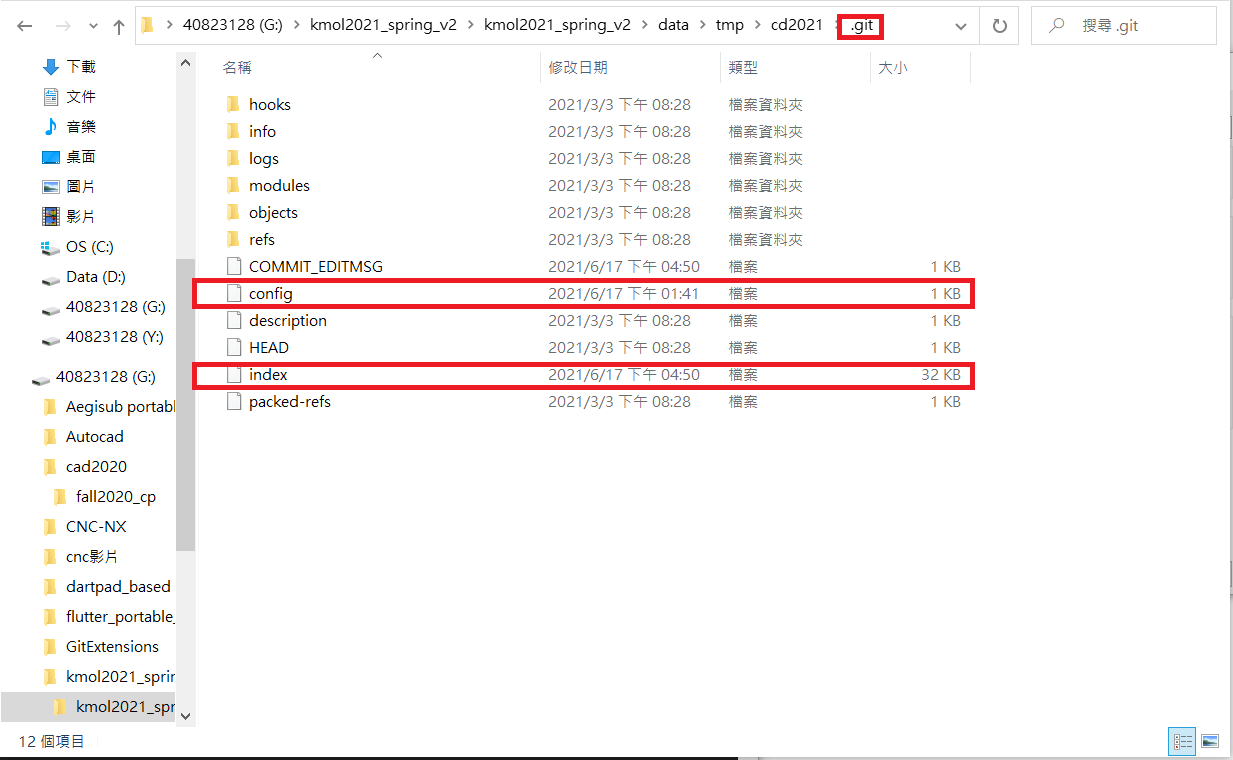 40823128 (G:) > kmol2021_spring_v2 > kmol2021_spring_v2 > data > tmp > cd2021 > .git
搜尋 .git
名稱 修改日期 類型 大小
下載
文件
音樂
桌面
圖片
影片
OS (C:)
Data (D:)
40823128 (G:)
40823128 (Y:)
40823128 (G:)
Aegisub portabl
Autocad
cad2020
fall2020_cp
CNC-NX
cnc影片
dartpad_based
flutter_portable_
GitExtensions
kmol2021_sprin
kmol2021_spr
hooks 2021/3/3 下午 08:28 檔案資料夾
info 2021/3/3 下午 08:28 檔案資料夾
logs 2021/3/3 下午 08:28 檔案資料夾
modules 2021/3/3 下午 08:28 檔案資料夾
objects 2021/3/3 下午 08:28 檔案資料夾
refs 2021/3/3 下午 08:28 檔案資料夾
COMMIT_EDITMSG 2021/6/17 下午 04:50 檔案 1 KB
config 2021/6/17 下午 01:41 檔案 1 KB
description 2021/3/3 下午 08:28 檔案 1 KB
HEAD 2021/3/3 下午 08:28 檔案 1 KB
index 2021/6/17 下午 04:50 檔案 32 KB
packed-refs 2021/3/3 下午 08:28 檔案 1 KB
12 個項目